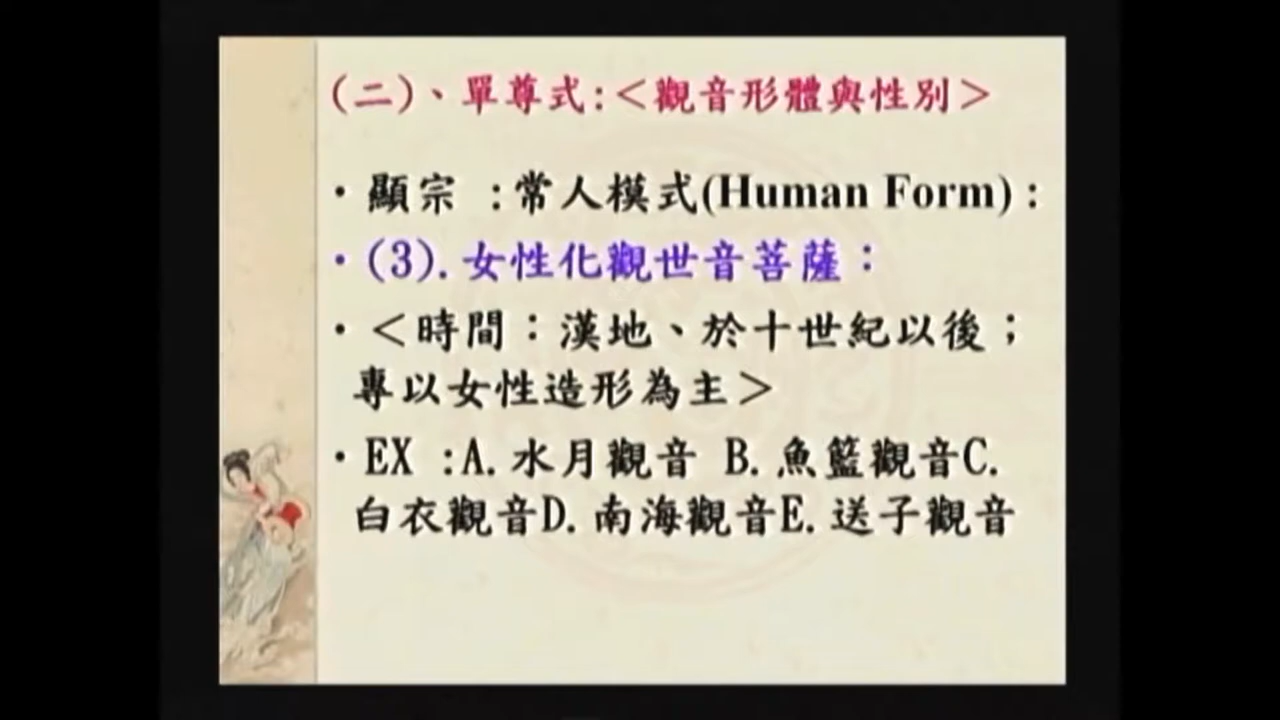 (二)、單尊式:＜觀音形體與性別＞
• 顯宗 :常人模式(Human Form) :
• (3). 女性化觀世音菩薩：
• ＜時間：漢地、於十世紀以後；
專以女性造形為主＞
• EX :A. 水月觀音 B. 魚籃觀音C.
白衣觀音D. 南海觀音E. 送子觀音